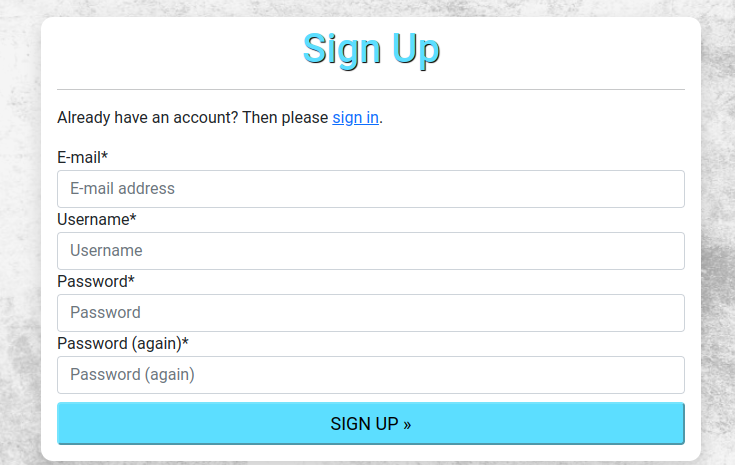 Sign Up
Already have an account? Then please sign in.
E-mail*
E-mail address
Username*
Username
Password*
Password
Password (again)*
Password (again)
SIGN UP »